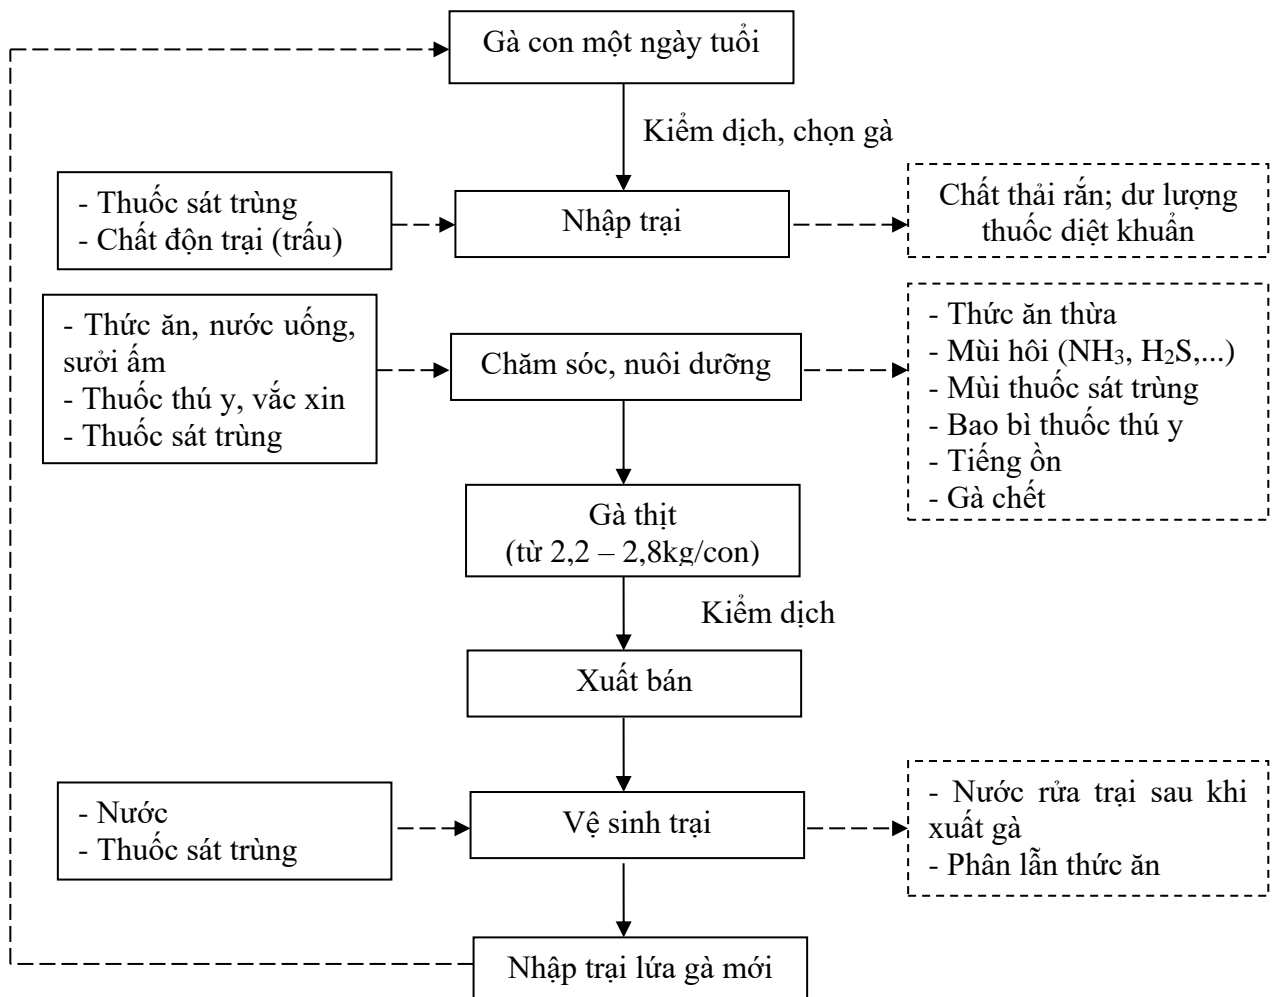 Gà con một ngày tuổi
Kiểm dịch, chọn gà
- Thuốc sát trùng
- Chất độn trại (trấu)
Nhập trại
Chất thải rắn; dư lượng
thuốc diệt khuẩn
- Thức ăn, nước uống,
sưởi ấm
- Thuốc thú y, vắc xin
- Thuốc sát trùng
Chăm sóc, nuôi dưỡng
- Thức ăn thừa
- Mùi hôi (NH₃, H₂S,...)
- Mùi thuốc sát trùng
- Bao bì thuốc thú y
- Tiếng ồn
- Gà chết
Gà thịt
(từ 2,2 – 2,8kg/con)
Kiểm dịch
Xuất bán
- Nước
- Thuốc sát trùng
Vệ sinh trại
- Nước rửa trại sau khi
xuất gà
- Phân lẫn thức ăn
Nhập trại lứa gà mới